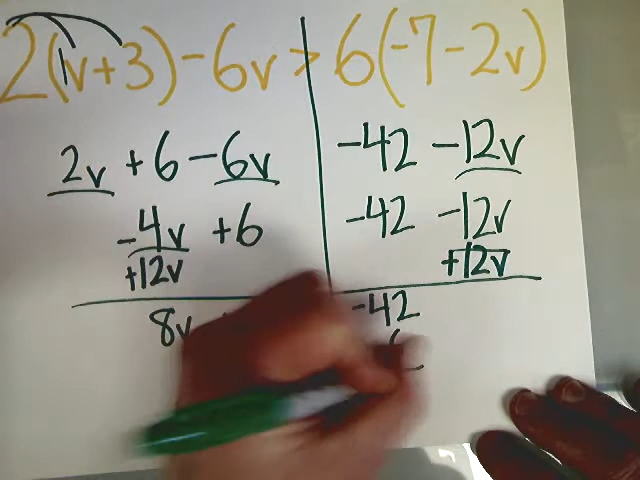 2(v+3)-6v > 6(-7-2v)
2v +6 -6v -42 -12v
-4v +6 -42 -12v
+12v +12v
8v -42